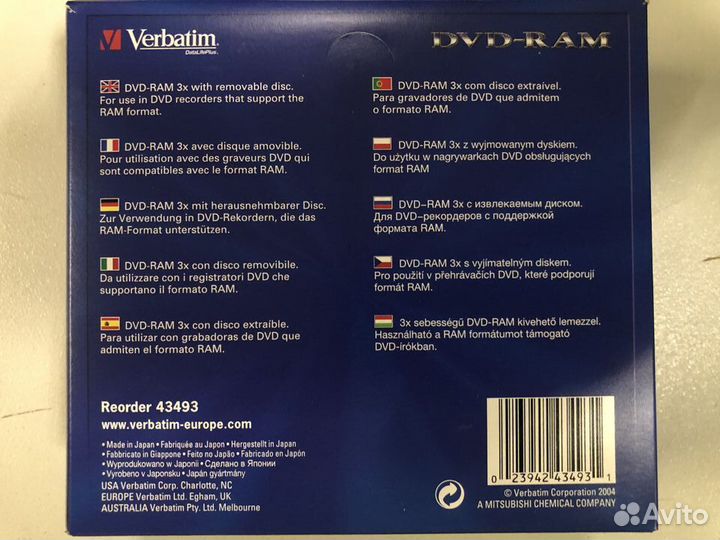 Verbatim.
DataLifePlus.
DVD-RAM
DVD-RAM 3x with removable disc.
For use in DVD recorders that support the
RAM format.
DVD-RAM 3x avec disque amovible.
Pour utilisation avec des graveurs DVD qui
sont compatibles avec le format RAM.
DVD-RAM 3x mit herausnehmbarer Disc.
Zur Verwendung in DVD-Rekordern, die das
RAM-Format unterstützen.
DVD-RAM 3x con disco removibile.
Da utilizzare con i registratori DVD che
supportano il formato RAM.
DVD-RAM 3x con disco extraíble.
Para utilizar con grabadoras de DVD que
admiten el formato RAM.
DVD-RAM 3x com disco extraível.
Para gravadores de DVD que admitem
o formato RAM.
DVD-RAM 3x z wyjmowanym dyskiem.
Do użytku w nagrywarkach DVD obsługujących
format RAM
DVD-RAM 3x с извлекаемым диском.
Для DVD-рекордеров с поддержкой
формата RAM.
DVD-RAM 3x s vyjímatelným diskem.
Pro použití v přehrávačích DVD, které podporují
formát RAM.
3x sebességű DVD-RAM kivehető lemezzel.
Használható a RAM formátumot támogató
DVD-írókban.
Reorder 43493
www.verbatim-europe.com
• Made in Japan • Fabriquée au Japon • Hergestellt in Japan
• Fabbricato in Giappone • Feito no Japão • Fabricado en Japón
• Wyprodukowano w Japonii • Сделано в Японии
• Vyrobeno v Japonsku • Japán gyártmány
USA Verbatim Corp. Charlotte, NC
EUROPE Verbatim Ltd. Egham, UK
AUSTRALIA Verbatim Pty. Ltd. Melbourne
0 23942 43493 1
© Verbatim Corporation 2004
A MITSUBISHI CHEMICAL COMPANY
Avito